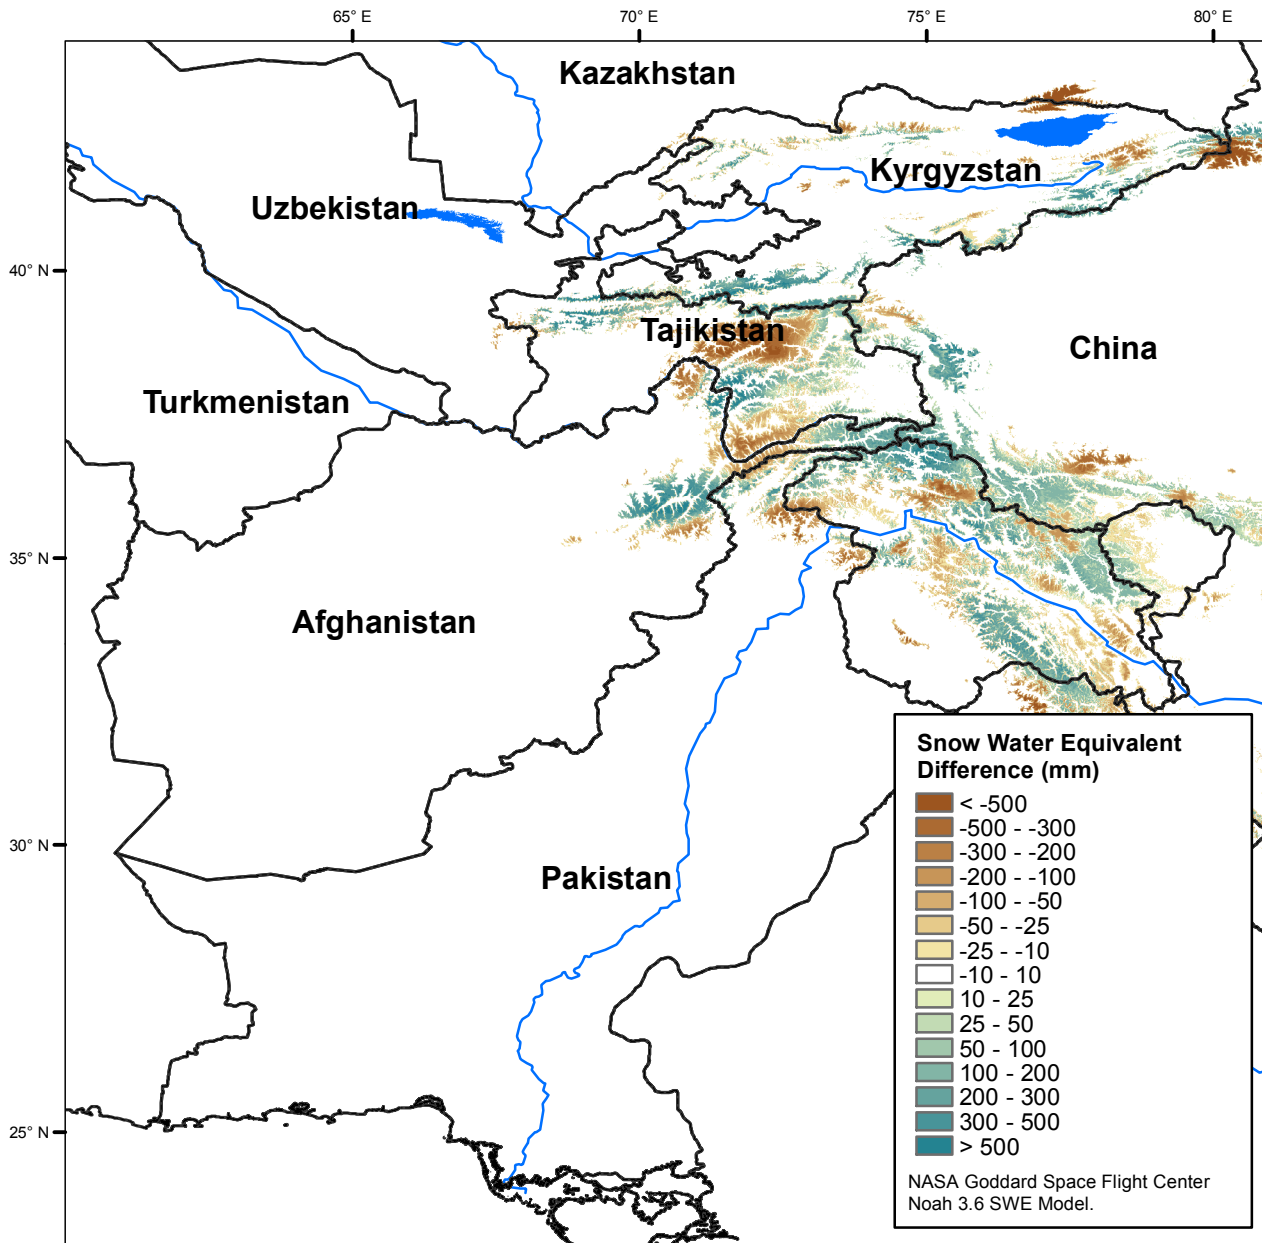 65° E
70° E
75° E
80° E
Kazakhstan
Kyrgyzstan
Uzbekistan
40° N
Tajikistan
China
Turkmenistan
35° N
Afghanistan
30° N
Pakistan
25° N
Snow Water Equivalent
Difference (mm)
< -500
-500 - -300
-300 - -200
-200 - -100
-100 - -50
-50 - -25
-25 - -10
-10 - 10
10 - 25
25 - 50
50 - 100
100 - 200
200 - 300
300 - 500
> 500
NASA Goddard Space Flight Center
Noah 3.6 SWE Model.